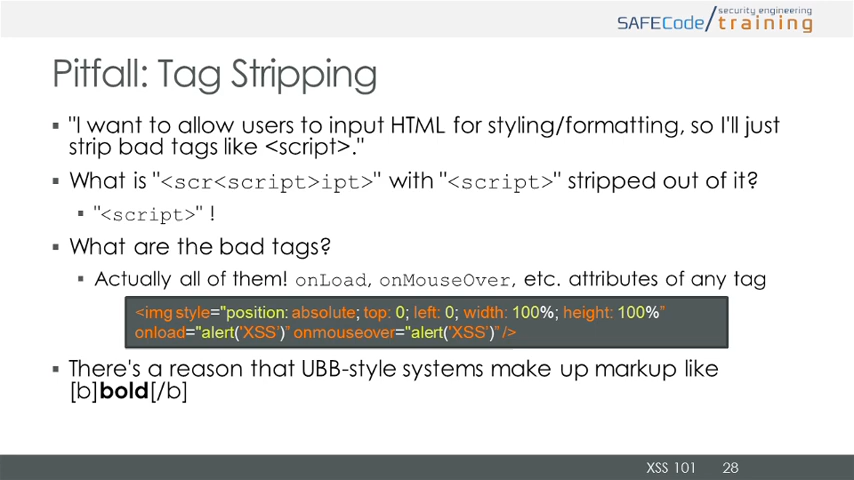 SAFECode/security engineering training
Pitfall: Tag Stripping
▪ "I want to allow users to input HTML for styling/formatting, so I'll just
strip bad tags like <script>."
▪ What is "<scr<script>ipt>" with "<script>" stripped out of it?
▪ "<script>" !
▪ What are the bad tags?
▪ Actually all of them! onLoad, onMouseOver, etc. attributes of any tag
<img style="position: absolute; top: 0; left: 0; width: 100%; height: 100%”
onload="alert('XSS')” onmouseover="alert('XSS')” />
▪ There's a reason that UBB-style systems make up markup like
[b]bold[/b]
XSS 101 28